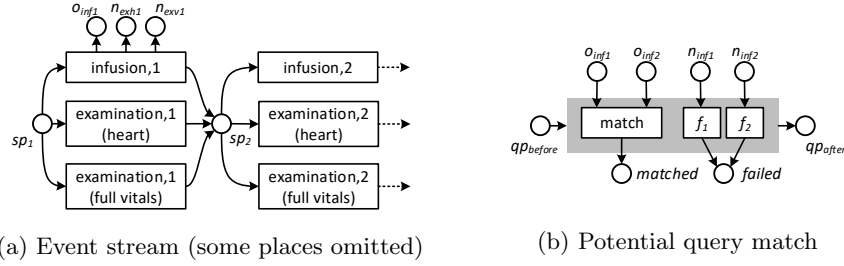 o_inf1 n_exh1 n_exv1
infusion,1 infusion,2
examination,1 (heart) examination,2 (heart)
sp_1 sp_2
examination,1 (full vitals) examination,2 (full vitals)
(a) Event stream (some places omitted)
o_inf1 o_inf2 n_inf1 n_inf2
match f_1 f_2
qp_before qp_after
matched failed
(b) Potential query match